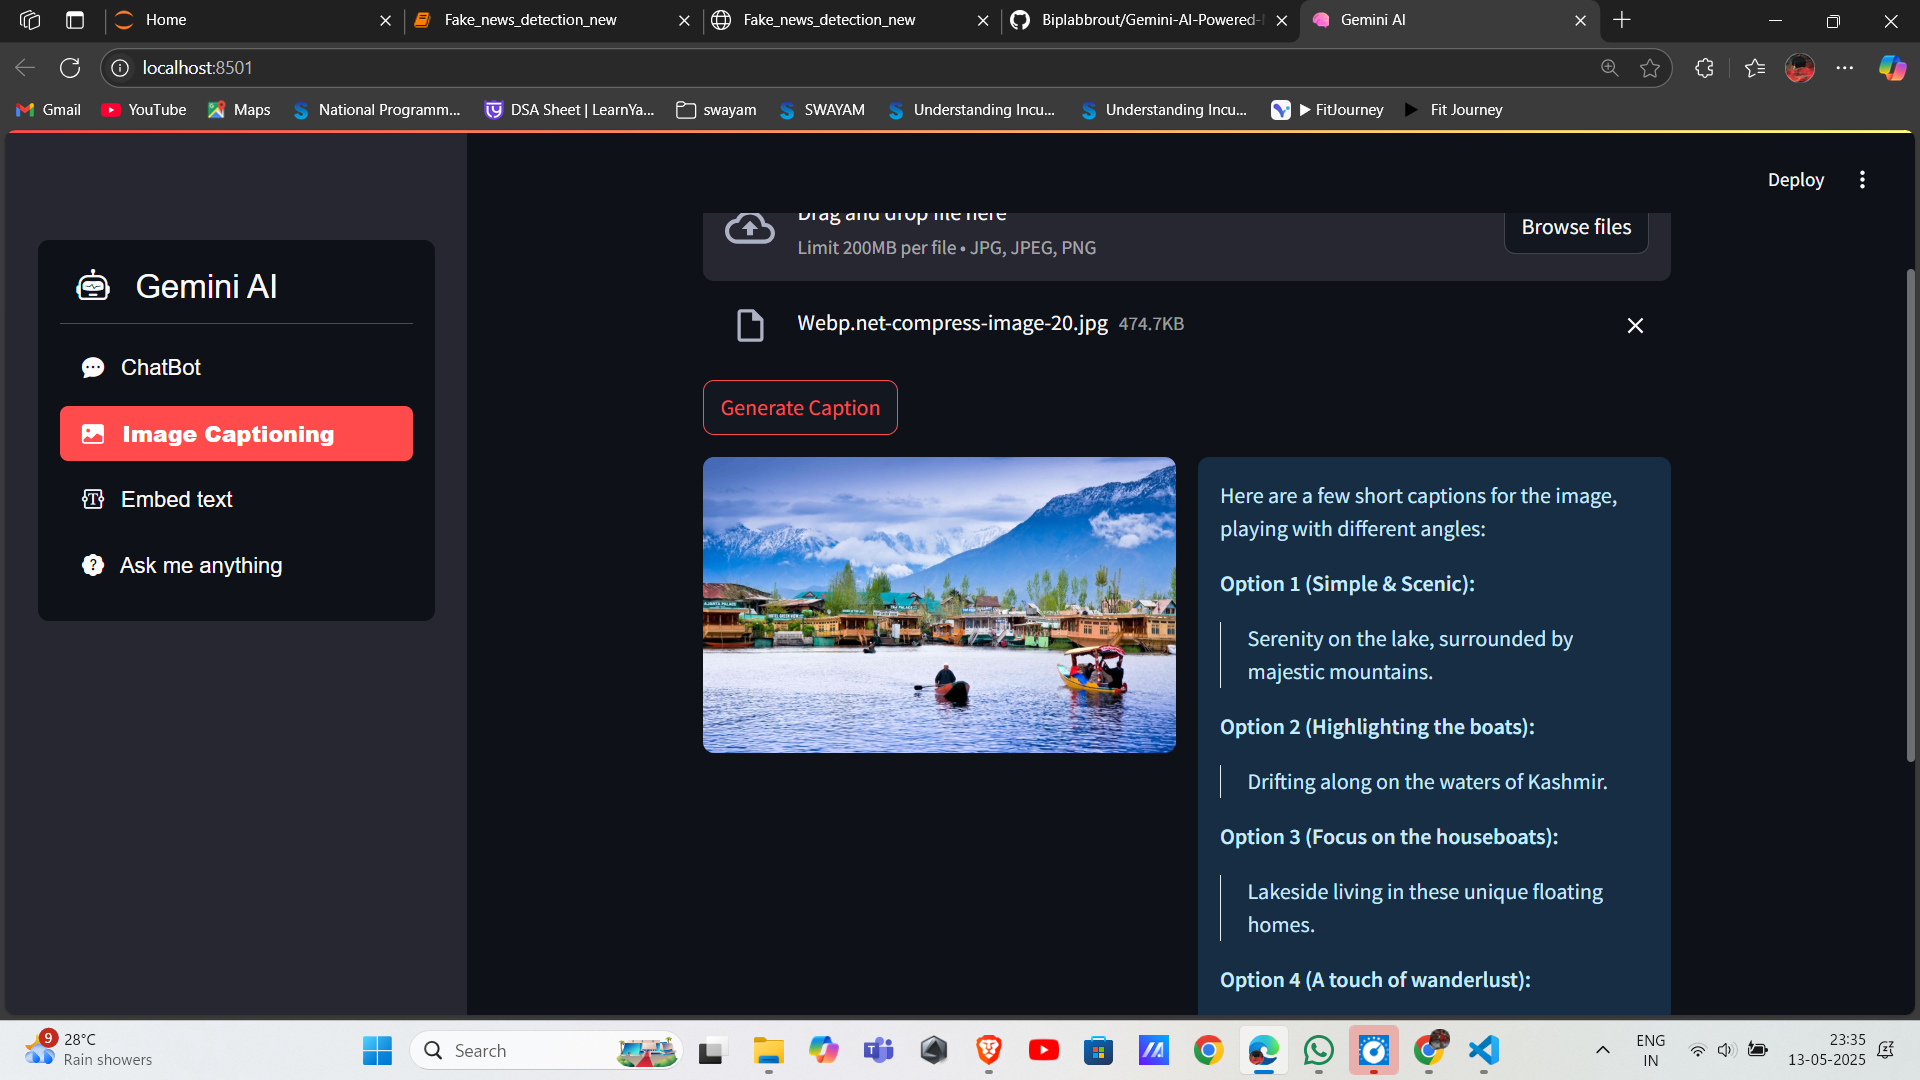 Home
Fake_news_detection_new
Fake_news_detection_new
Biplabbrout/Gemini-AI-Powered-
Gemini AI
localhost:8501
Gmail
YouTube
Maps
National Programm...
DSA Sheet | LearnYa...
swayam
SWAYAM
Understanding Incu...
Understanding Incu...
▶ FitJourney
Fit Journey
Deploy
Gemini AI
ChatBot
Image Captioning
Embed text
Ask me anything
Drag and drop file here
Limit 200MB per file • JPG, JPEG, PNG
Browse files
Webp.net-compress-image-20.jpg 474.7KB
Generate Caption
Here are a few short captions for the image,
playing with different angles:
Option 1 (Simple & Scenic):
Serenity on the lake, surrounded by
majestic mountains.
Option 2 (Highlighting the boats):
Drifting along on the waters of Kashmir.
Option 3 (Focus on the houseboats):
Lakeside living in these unique floating
homes.
Option 4 (A touch of wanderlust):
9
28°C
Rain showers
Search
ENG
IN
23:35
13-05-2025